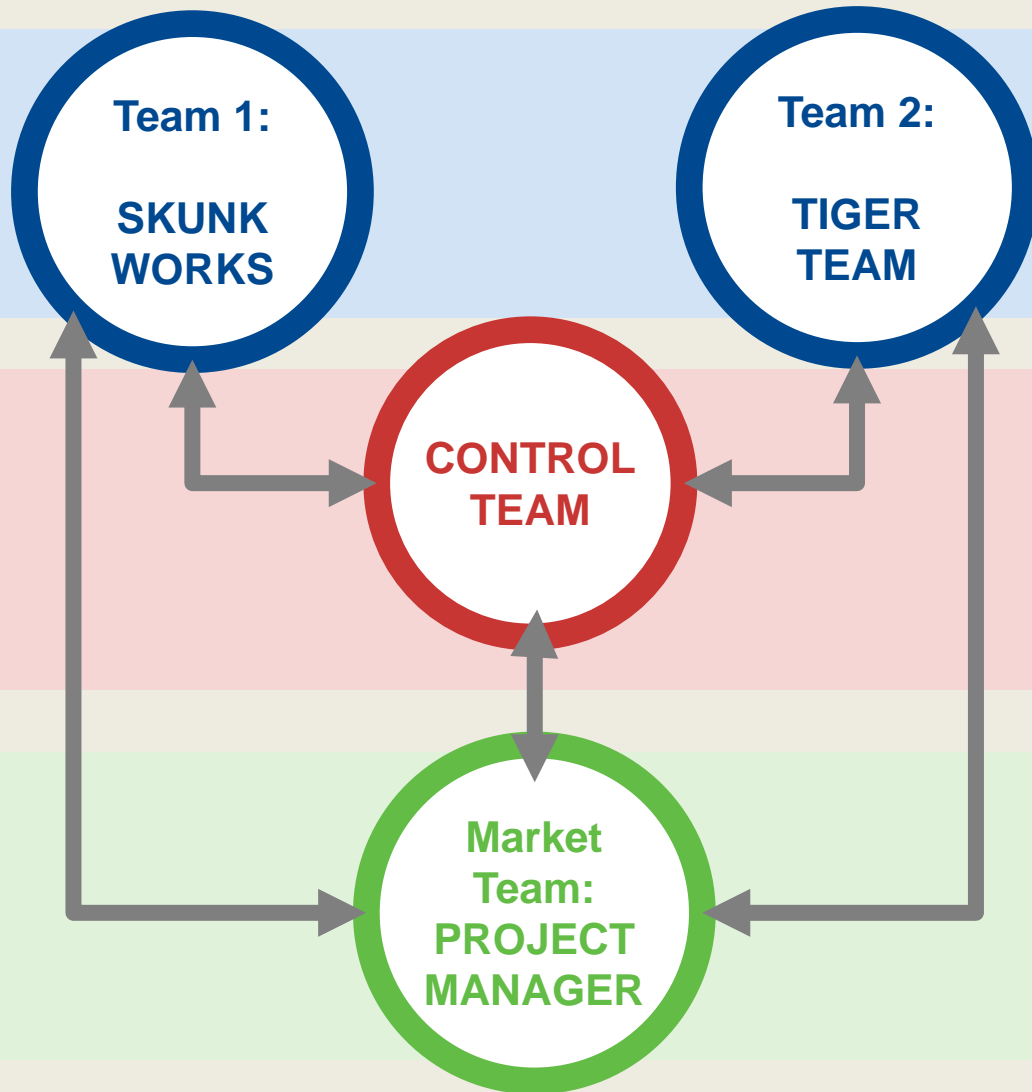 Team 1:
SKUNK
WORKS
Team 2:
TIGER
TEAM
CONTROL
TEAM
Market
Team:
PROJECT
MANAGER